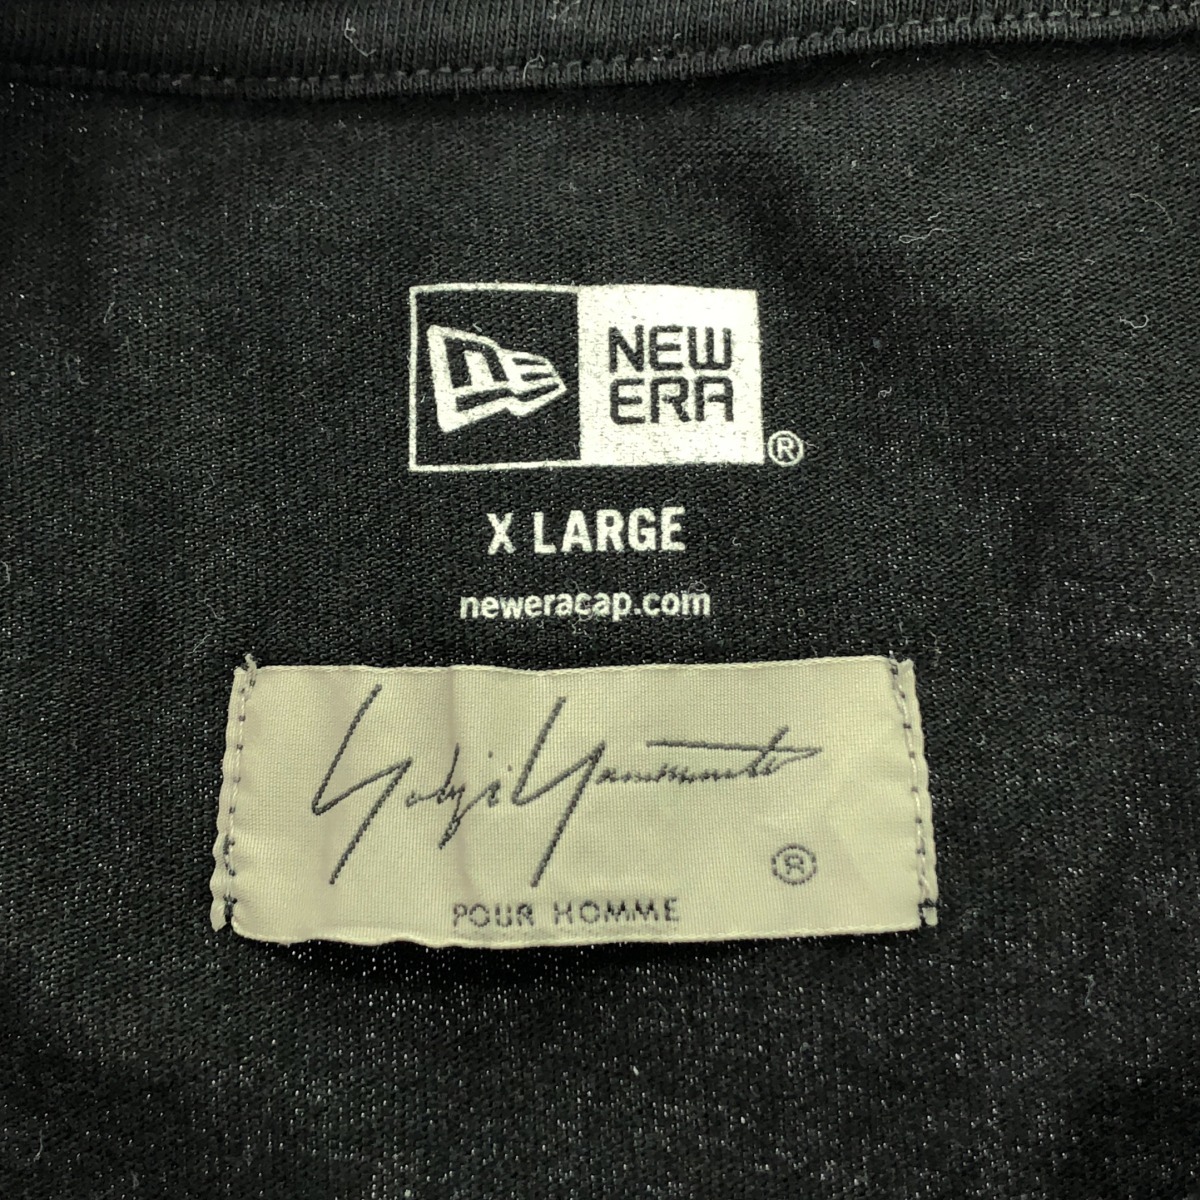 NEW
ERA
®
X LARGE
neweracap.com
Yohji Yamamoto
®
POUR HOMME